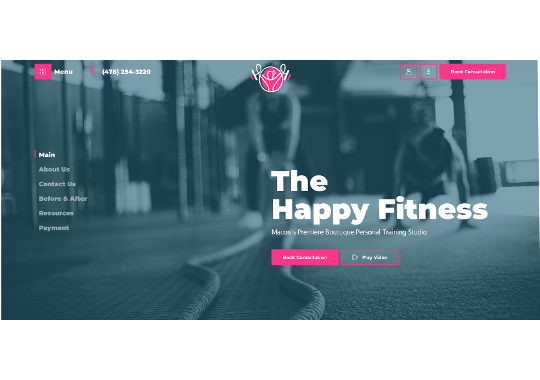 Menu
(478) 254-3220
Book Consultation
Main
About Us
Contact Us
Before & After
Resources
Payment
The
Happy Fitness
Macon's Premiere Boutuque Personal Training Studio
Book Consultation
Play Video